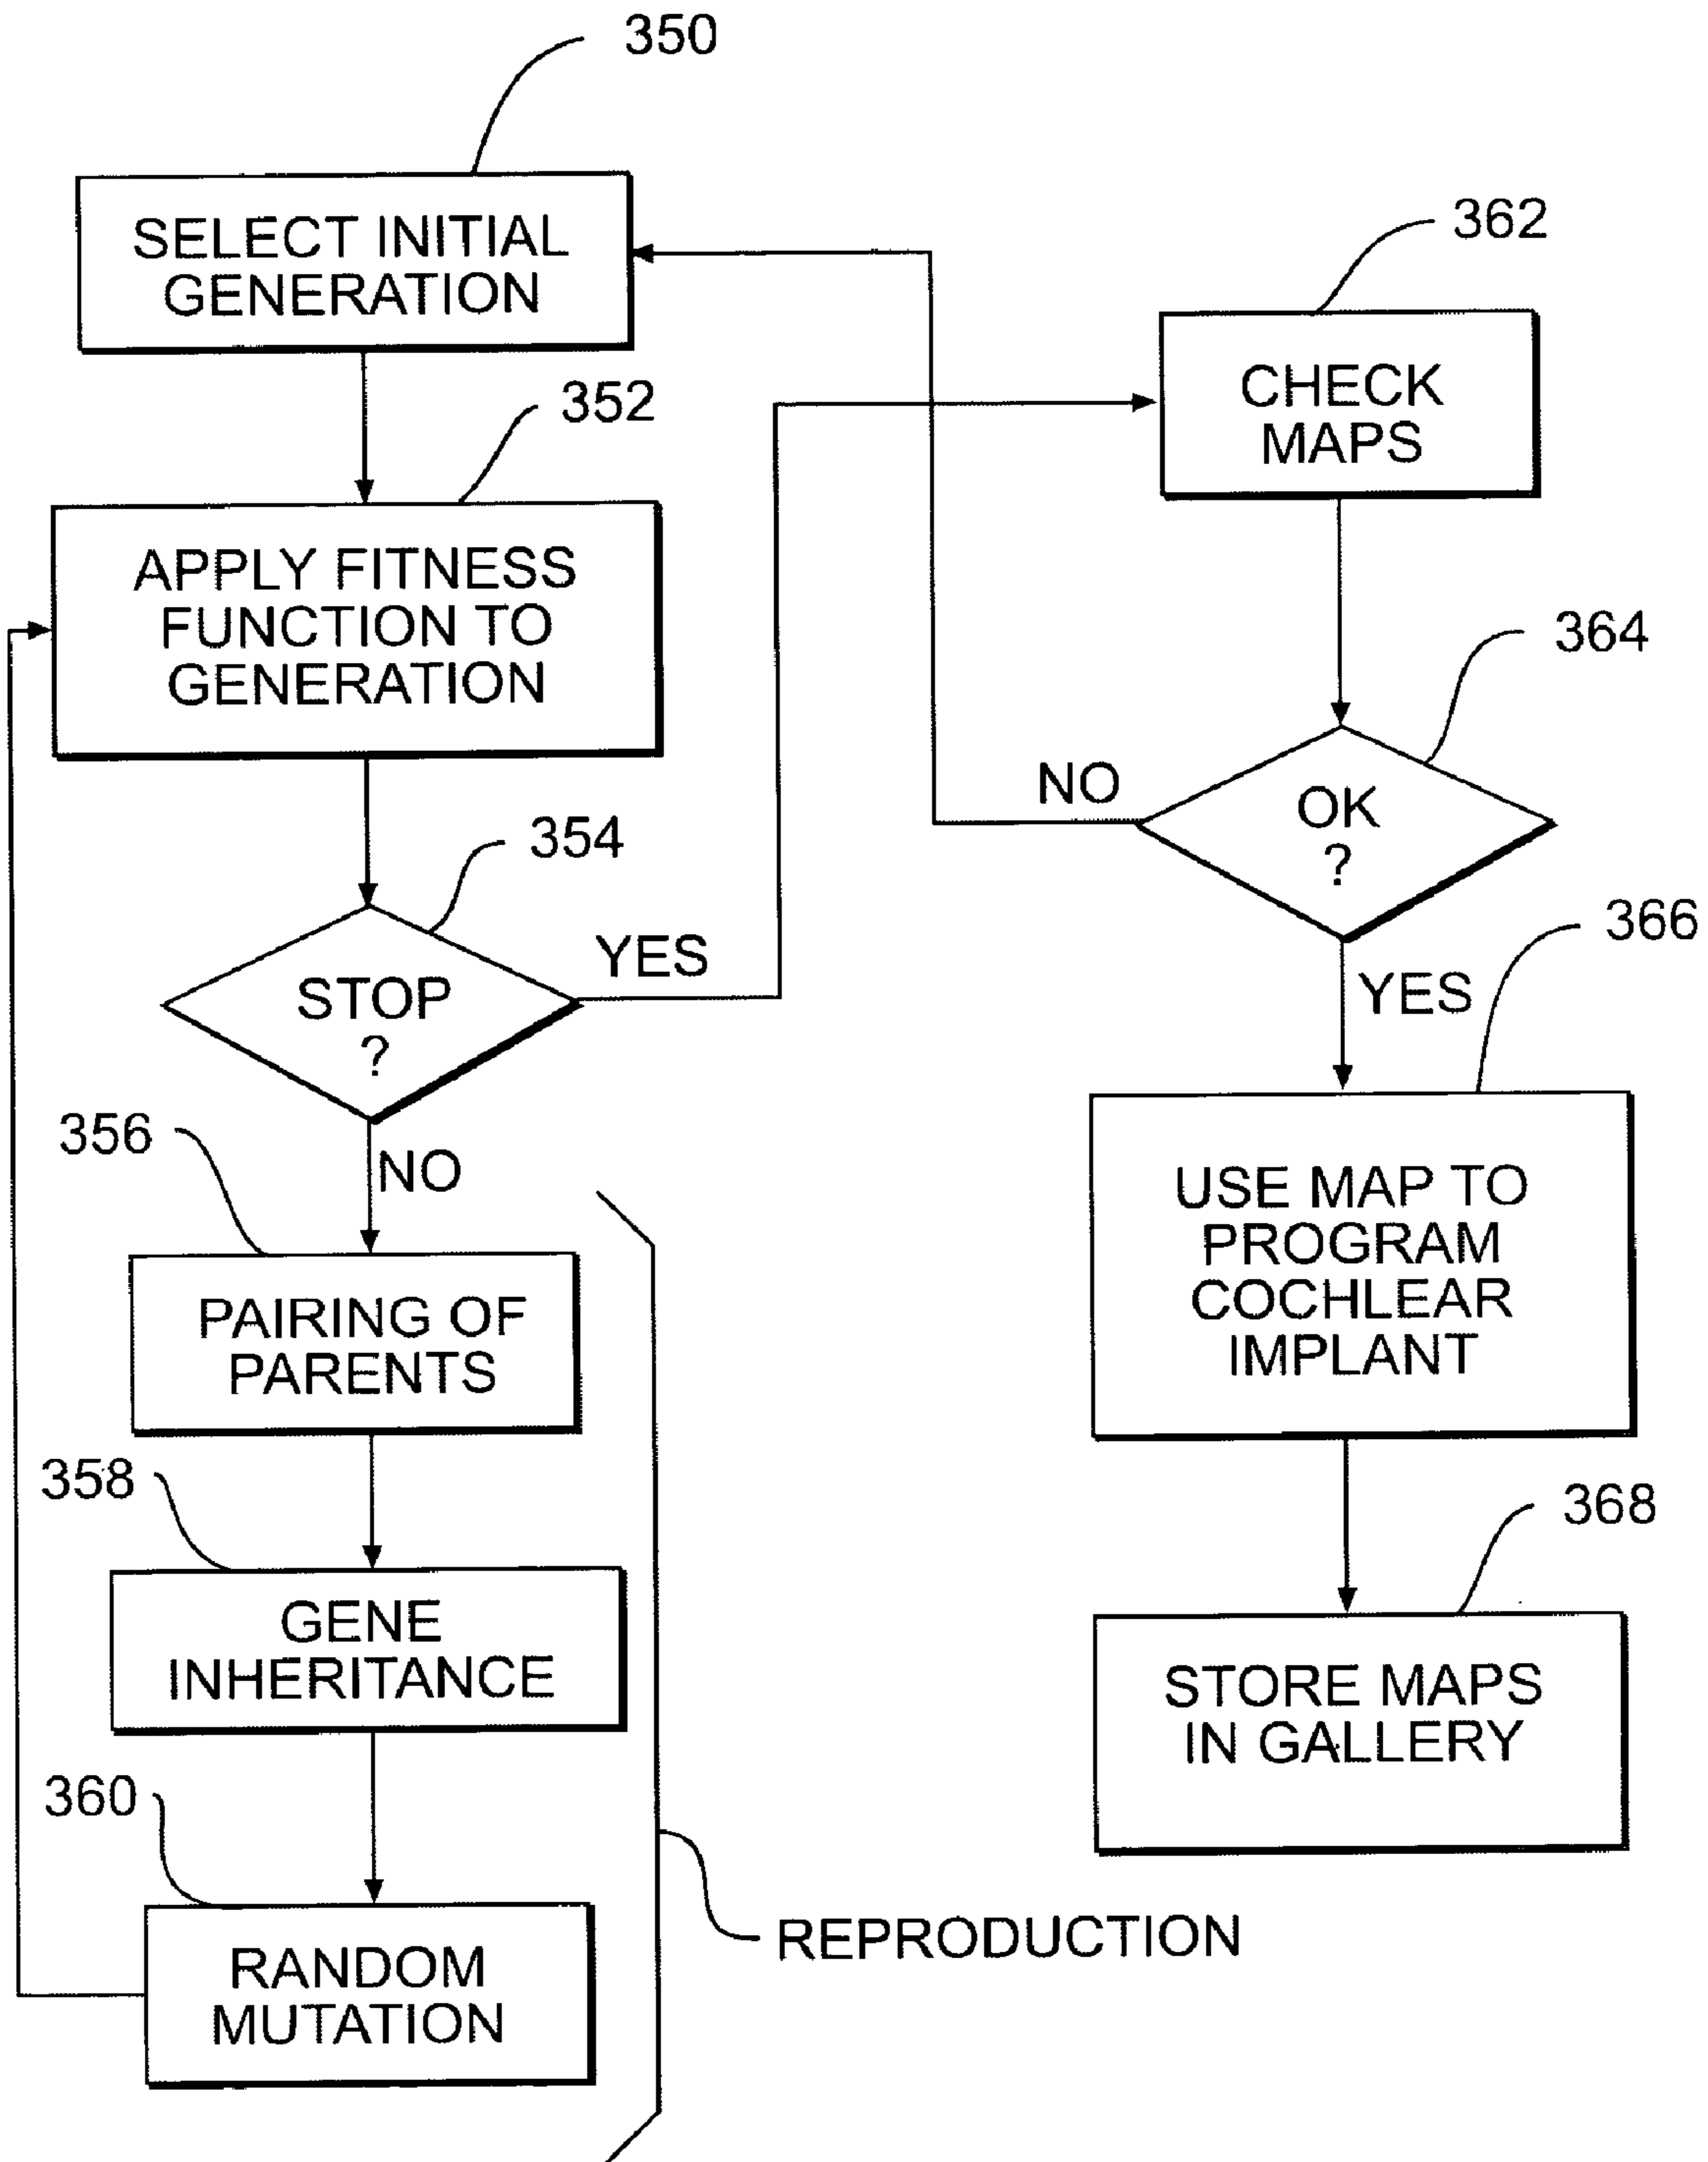 350
SELECT INITIAL
GENERATION
352
APPLY FITNESS
FUNCTION TO
GENERATION
354
STOP
?
YES
NO
356
PAIRING OF
PARENTS
358
GENE
INHERITANCE
360
RANDOM
MUTATION
REPRODUCTION
362
CHECK
MAPS
364
OK
?
NO
YES
366
USE MAP TO
PROGRAM
COCHLEAR
IMPLANT
368
STORE MAPS
IN GALLERY